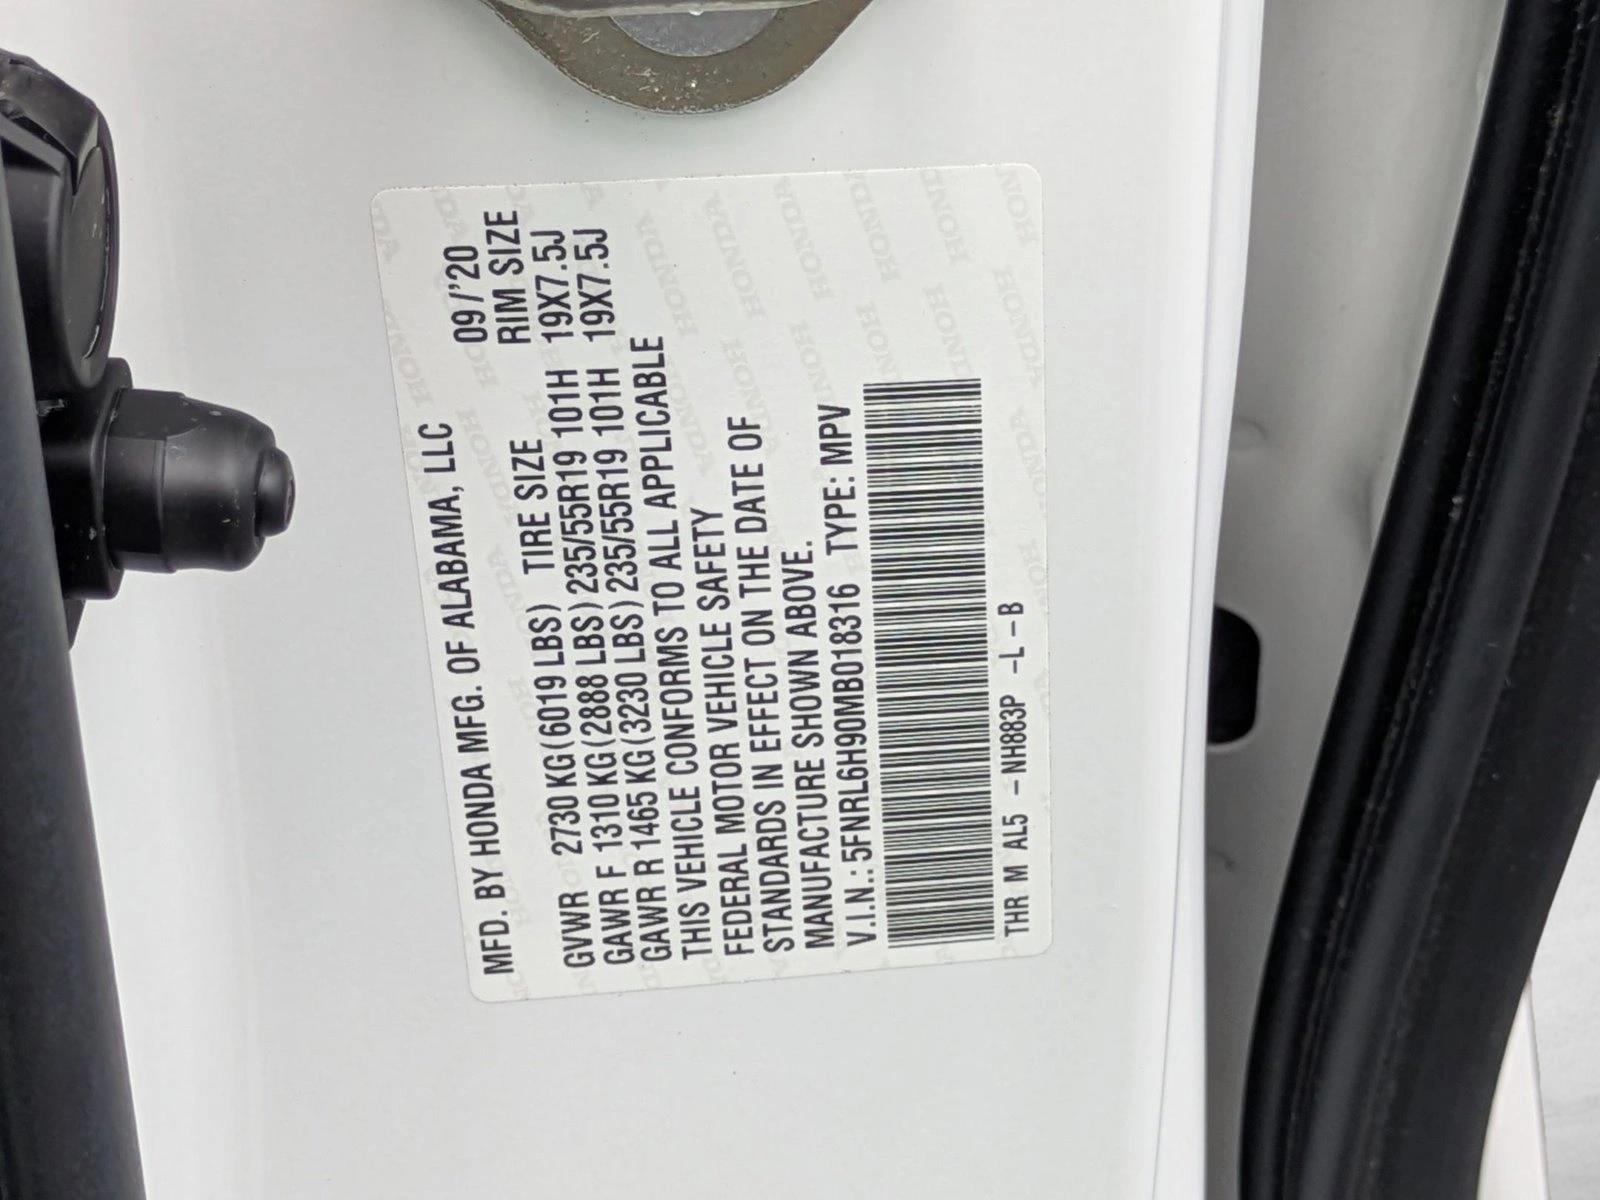 MFD. BY HONDA MFG. OF ALABAMA, LLC 09/'20
TIRE SIZE RIM SIZE
GVWR 2730 KG (6019 LBS)
GAWR F 1310 KG (2888 LBS) 235/55R19 101H 19X7.5J
GAWR R 1465 KG (3230 LBS) 235/55R19 101H 19X7.5J
THIS VEHICLE CONFORMS TO ALL APPLICABLE
FEDERAL MOTOR VEHICLE SAFETY
STANDARDS IN EFFECT ON THE DATE OF
MANUFACTURE SHOWN ABOVE.
V.I.N.: 5FNRL6H90MB018316 TYPE: MPV
THR M AL5 -NH883P -L-B